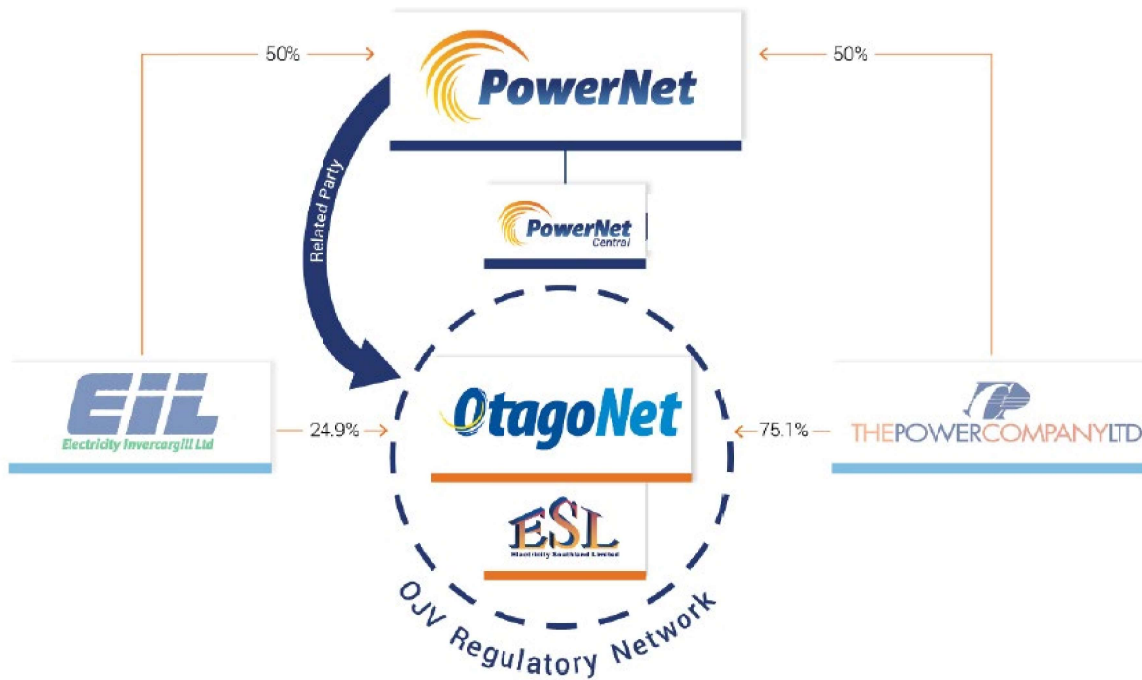 50%
50%
PowerNet
Related Party
PowerNet
Central
EIL
Electricity Invercargill Ltd
24.9%
OtagoNet
75.1%
THEPOWERCOMPANYLTD
ESL
Electricity Southland Limited
OJV Regulatory Network